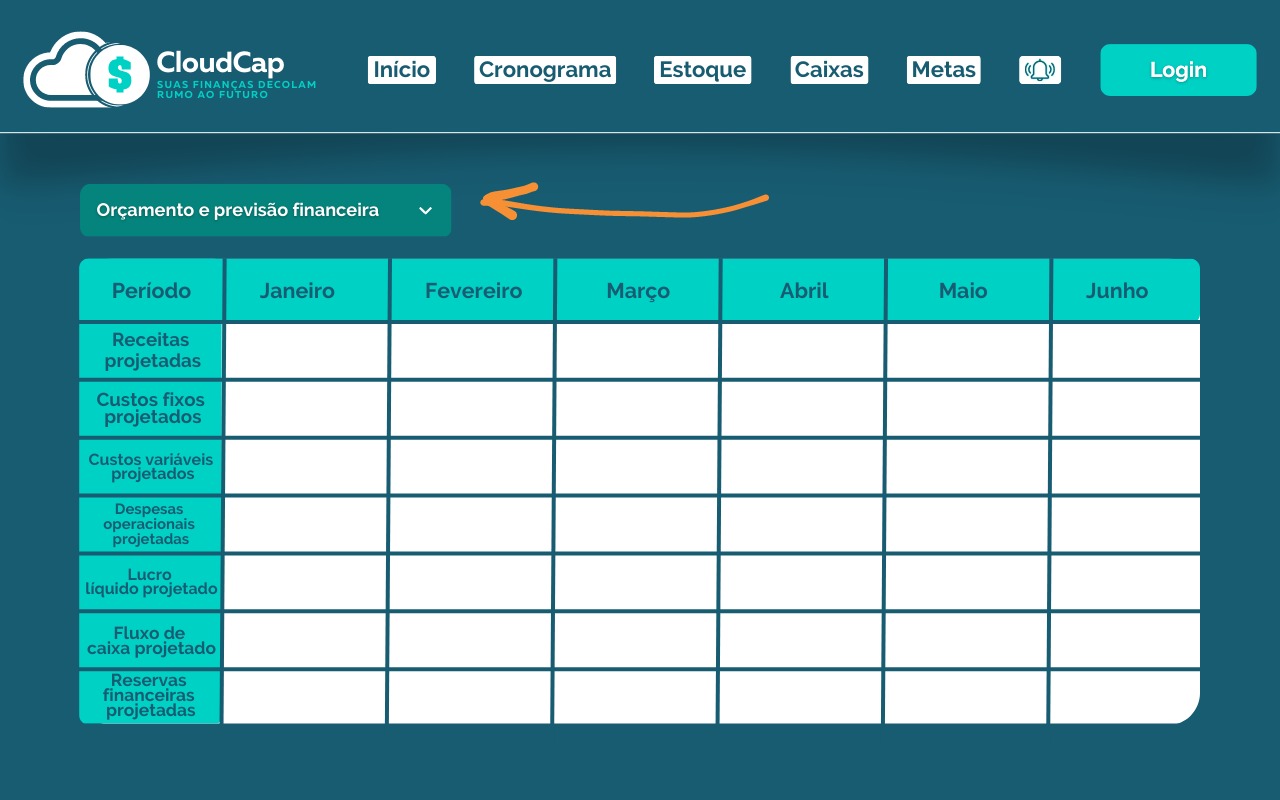 $
CloudCap
SUAS FINANÇAS DECOLAM
RUMO AO FUTURO
Início
Cronograma
Estoque
Caixas
Metas
Login
Orçamento e previsão financeira
Período
Janeiro
Fevereiro
Março
Abril
Maio
Junho
Receitas
projetadas
Custos fixos
projetados
Custos variáveis
projetados
Despesas
operacionais
projetadas
Lucro
líquido projetado
Fluxo de
caixa projetado
Reservas
financeiras
projetadas